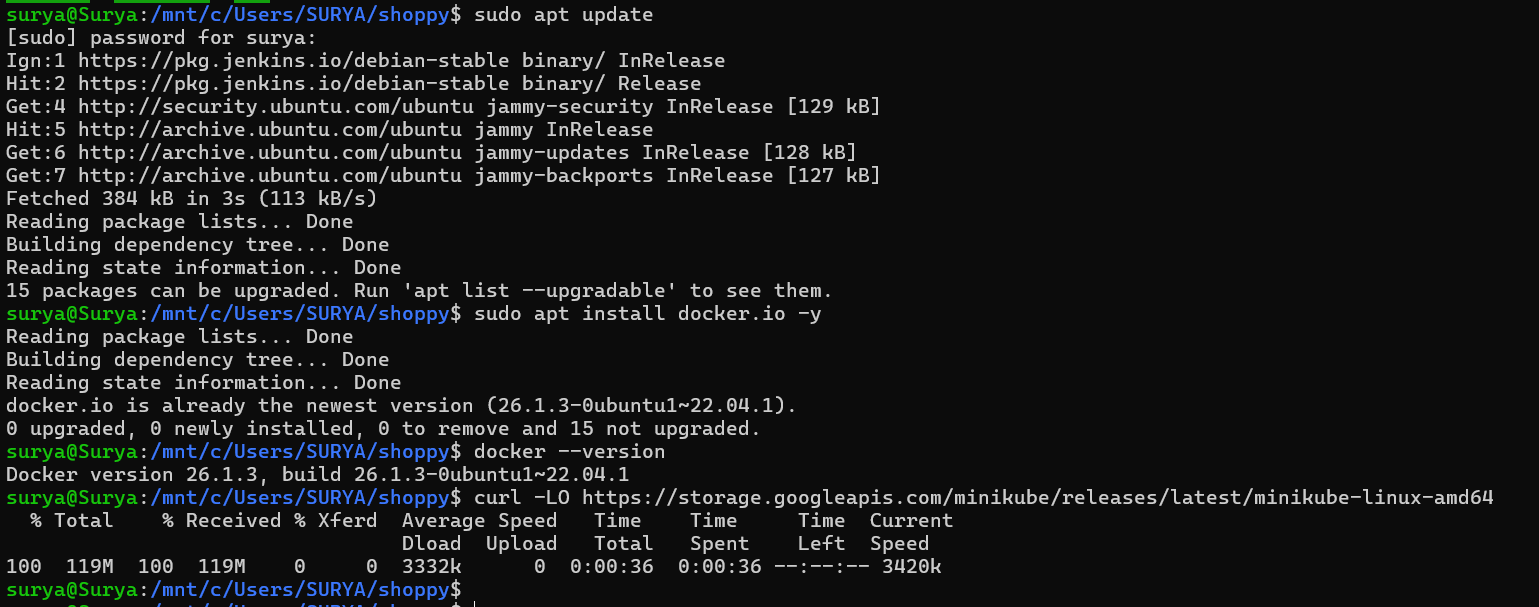 surya@Surya:/mnt/c/Users/SURYA/shoppy$ sudo apt update
[sudo] password for surya:
Ign:1 https://pkg.jenkins.io/debian-stable binary/ InRelease
Hit:2 https://pkg.jenkins.io/debian-stable binary/ Release
Get:4 http://security.ubuntu.com/ubuntu jammy-security InRelease [129 kB]
Hit:5 http://archive.ubuntu.com/ubuntu jammy InRelease
Get:6 http://archive.ubuntu.com/ubuntu jammy-updates InRelease [128 kB]
Get:7 http://archive.ubuntu.com/ubuntu jammy-backports InRelease [127 kB]
Fetched 384 kB in 3s (113 kB/s)
Reading package lists... Done
Building dependency tree... Done
Reading state information... Done
15 packages can be upgraded. Run 'apt list --upgradable' to see them.
surya@Surya:/mnt/c/Users/SURYA/shoppy$ sudo apt install docker.io -y
Reading package lists... Done
Building dependency tree... Done
Reading state information... Done
docker.io is already the newest version (26.1.3-0ubuntu1~22.04.1).
0 upgraded, 0 newly installed, 0 to remove and 15 not upgraded.
surya@Surya:/mnt/c/Users/SURYA/shoppy$ docker --version
Docker version 26.1.3, build 26.1.3-0ubuntu1~22.04.1
surya@Surya:/mnt/c/Users/SURYA/shoppy$ curl -LO https://storage.googleapis.com/minikube/releases/latest/minikube-linux-amd64
  % Total    % Received % Xferd  Average Speed   Time    Time     Time  Current
                                 Dload  Upload   Total   Spent    Left  Speed
100  119M  100  119M    0     0  3332k      0  0:00:36  0:00:36 --:--:-- 3420k
surya@Surya:/mnt/c/Users/SURYA/shoppy$